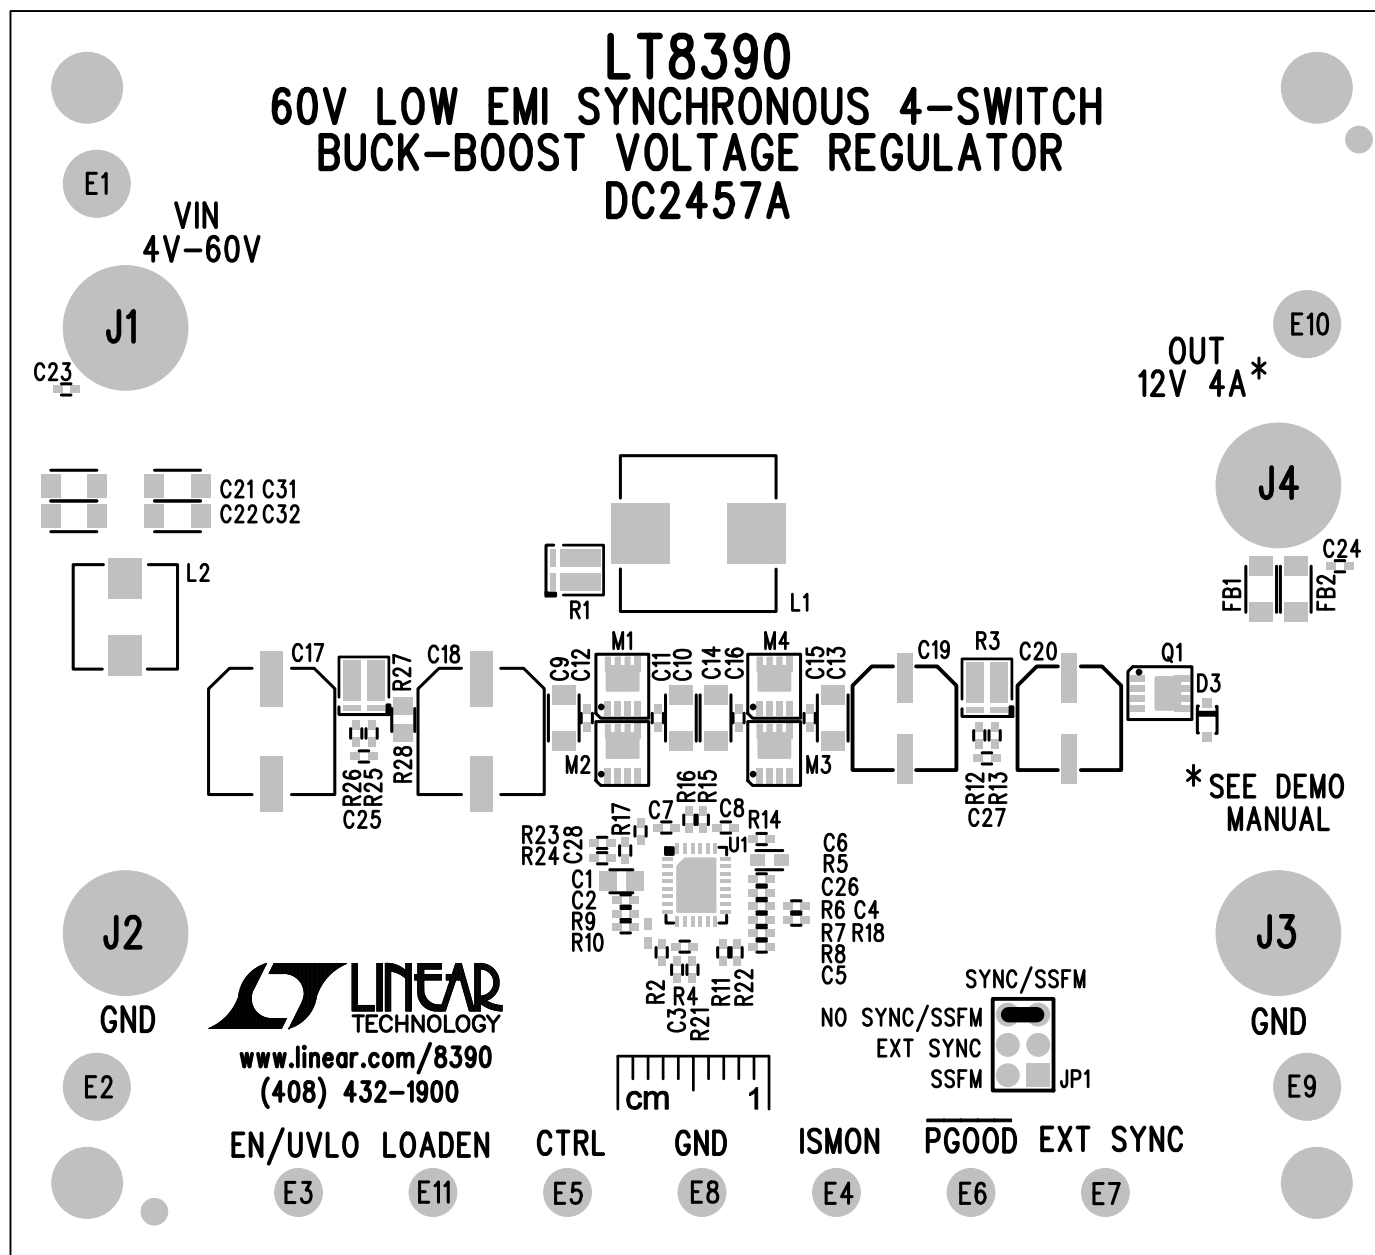 LT8390
60V LOW EMI SYNCHRONOUS 4-SWITCH
BUCK-BOOST VOLTAGE REGULATOR
DC2457A
E1
VIN
4V-60V
J1
C23
E10
OUT
12V 4A*
J4
C21 C31
C22 C32
L2
R1
L1
C24
FB1
FB2
C17
R27
C18
C9
C12
M1
C11
C10
C14
C16
M4
C15
C13
C19
R3
C20
Q1
D3
R28
M2
M3
R26
R25
C25
R12
R13
C27
* SEE DEMO
MANUAL
R16
R15
R17
C7
C8
R14
R23
R24
C28
U1
C6
R5
C1
C26
C2
R6 C4
R9
R7 R18
R10
R8
C5
R2
C3
R4
R21
R11
R22
J2
GND
J3
GND
LINEAR
TECHNOLOGY
www.linear.com/8390
(408) 432-1900
SYNC/SSFM
NO SYNC/SSFM
EXT SYNC
SSFM
JP1
E2
E9
cm 1
EN/UVLO
LOADEN
CTRL
GND
ISMON
PGOOD
EXT SYNC
E3
E11
E5
E8
E4
E6
E7